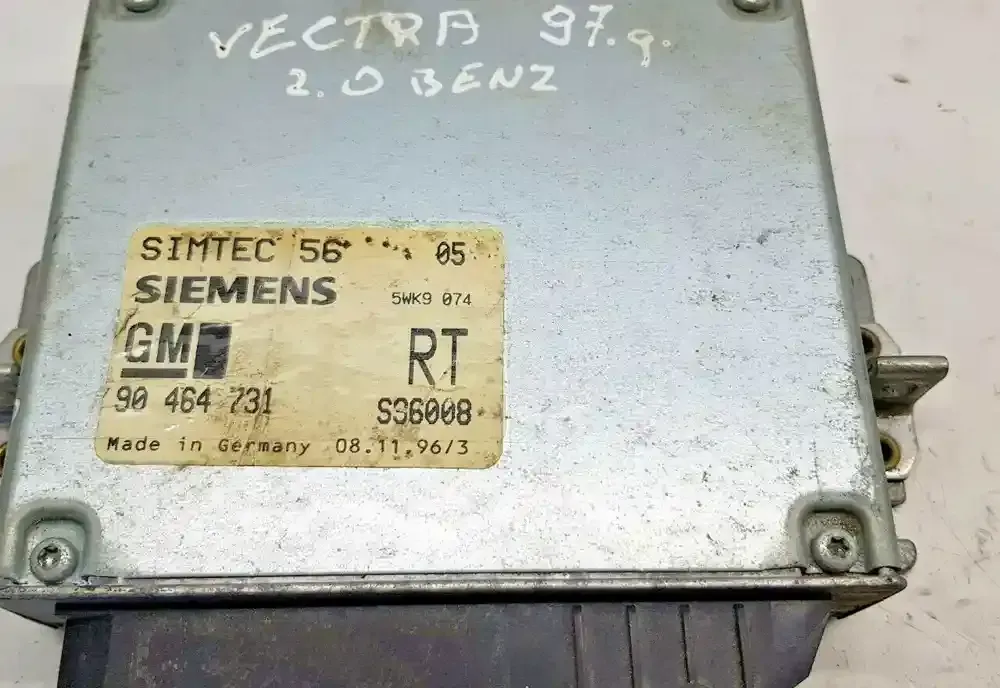 VECTRA 97.g.
2.0 BENZ
SIMTEC 56 05
SIEMENS 5WK9 074
GM RT
90 464 731 S36008
Made in Germany 08.11.96/3